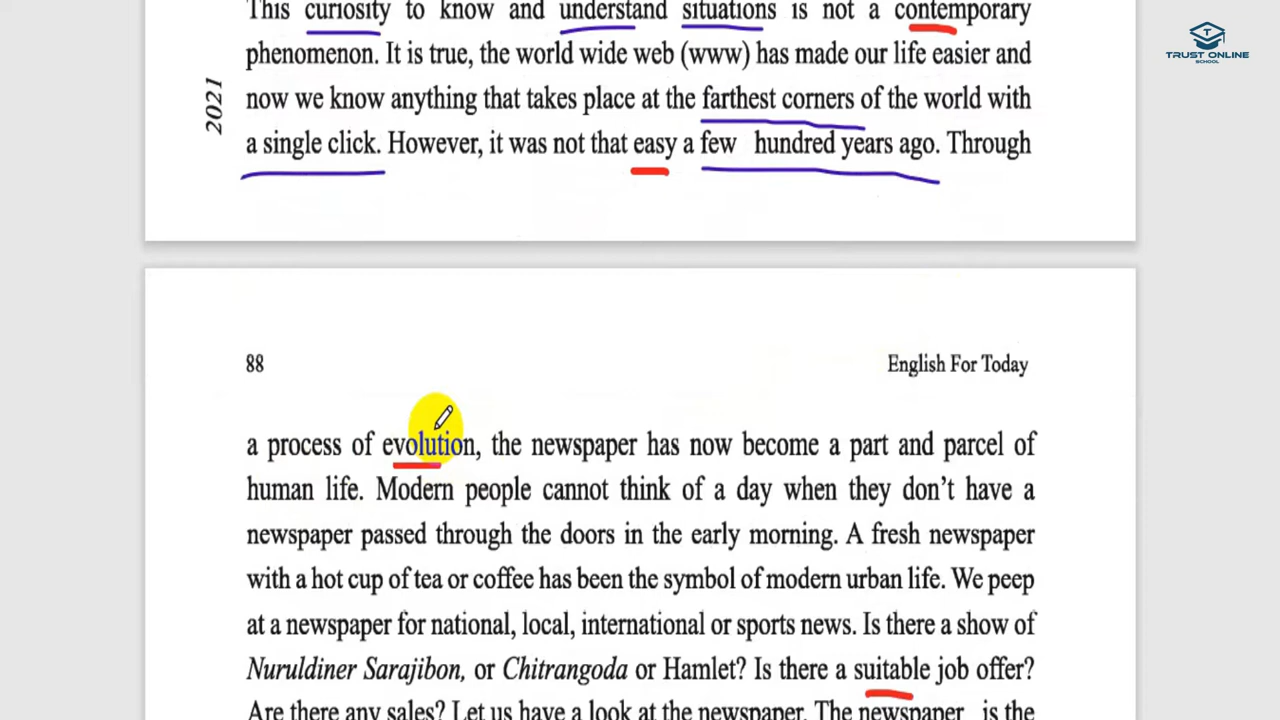 This curiosity to know and understand situations is not a contemporary
phenomenon. It is true, the world wide web (www) has made our life easier and
now we know anything that takes place at the farthest corners of the world with
a single click. However, it was not that easy a few hundred years ago. Through
2021
TRUST ONLINE
SCHOOL
88
English For Today
a process of evolution, the newspaper has now become a part and parcel of
human life. Modern people cannot think of a day when they don't have a
newspaper passed through the doors in the early morning. A fresh newspaper
with a hot cup of tea or coffee has been the symbol of modern urban life. We peep
at a newspaper for national, local, international or sports news. Is there a show of
Nuruldiner Sarajibon, or Chitrangoda or Hamlet? Is there a suitable job offer?
Are there any sales? Let us have a look at the newspaper. The newspaper is the